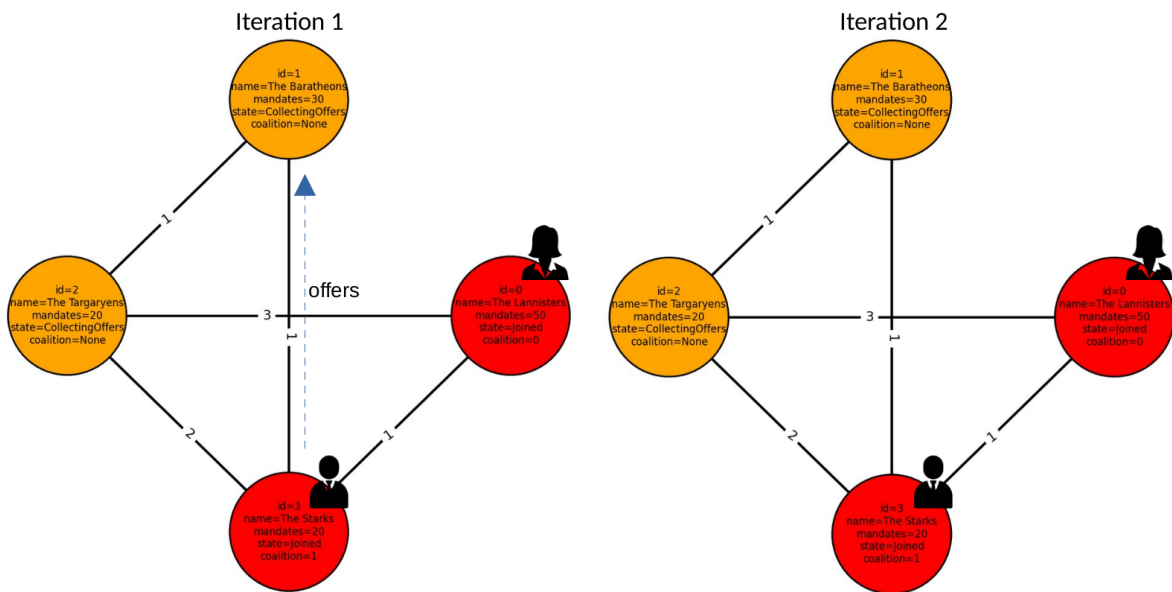 Iteration 1
id=1
name=The Baratheons
mandates=30
state=CollectingOffers
coalition=None
1
id=2
name=The Targaryens
mandates=20
state=CollectingOffers
coalition=None
3
offers
1
id=0
name=The Lannisters
mandates=50
state=Joined
coalition=0
2
1
id=3
name=The Starks
mandates=20
state=Joined
coalition=1
Iteration 2
id=1
name=The Baratheons
mandates=30
state=CollectingOffers
coalition=None
1
id=2
name=The Targaryens
mandates=20
state=CollectingOffers
coalition=None
3
1
id=0
name=The Lannisters
mandates=50
state=Joined
coalition=0
2
1
id=3
name=The Starks
mandates=20
state=Joined
coalition=1